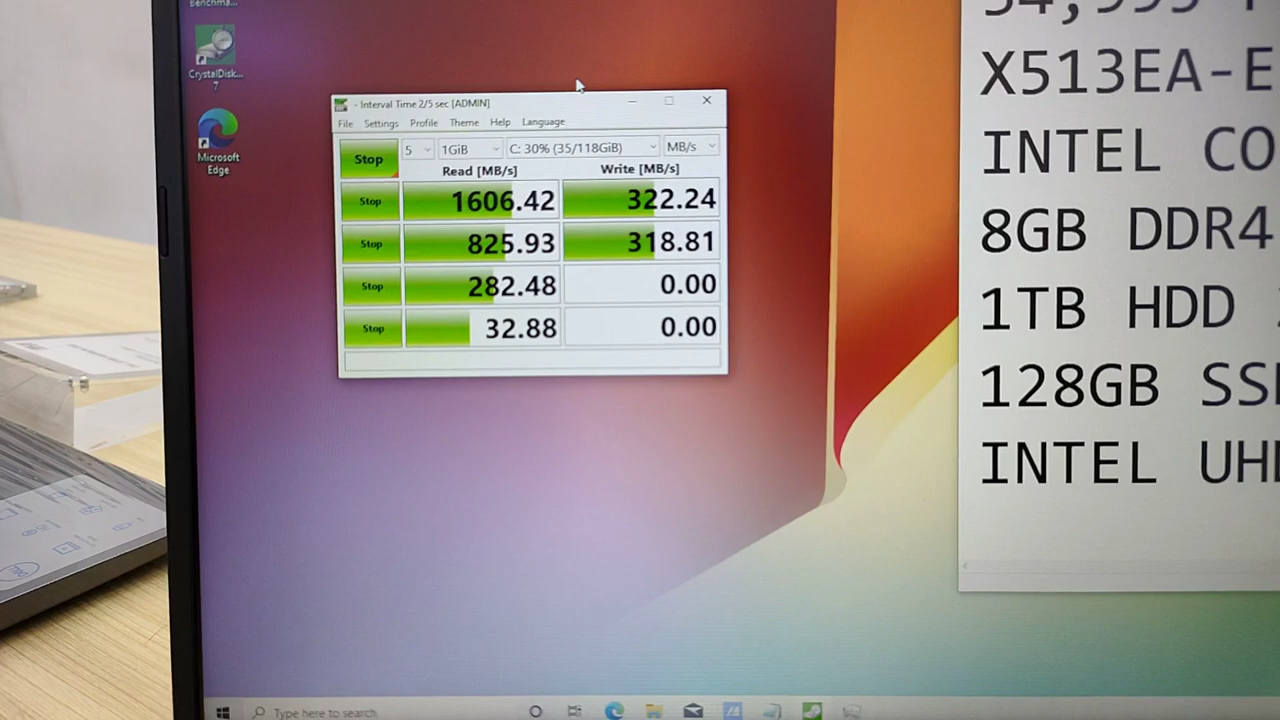 CrystalDisk...
7
Microsoft
Edge
- Interval Time 2/5 sec [ADMIN]
File Settings Profile Theme Help Language
Stop 5 1GiB C: 30% (35/118GiB) MB/s
Read [MB/s] Write [MB/s]
Stop 1606.42 322.24
Stop 825.93 318.81
Stop 282.48 0.00
Stop 32.88 0.00
X513EA-E
INTEL CO
8GB DDR4
1TB HDD
128GB SS
INTEL UH
Type here to search
DELL